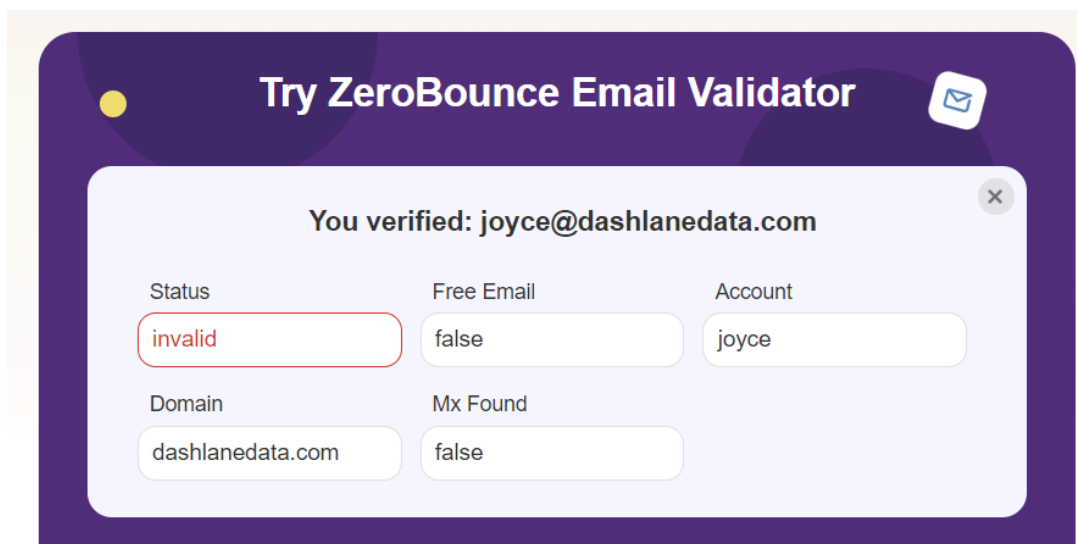 Try ZeroBounce Email Validator
You verified: joyce@dashlanedata.com
Status Free Email Account
invalid false joyce
Domain Mx Found
dashlanedata.com false